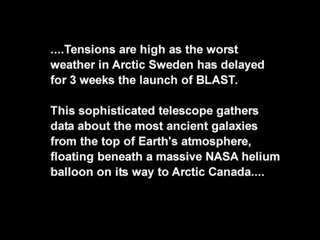 ....Tensions are high as the worst
weather in Arctic Sweden has delayed
for 3 weeks the launch of BLAST.
This sophisticated telescope gathers
data about the most ancient galaxies
from the top of Earth's atmosphere,
floating beneath a massive NASA helium
balloon on its way to Arctic Canada....